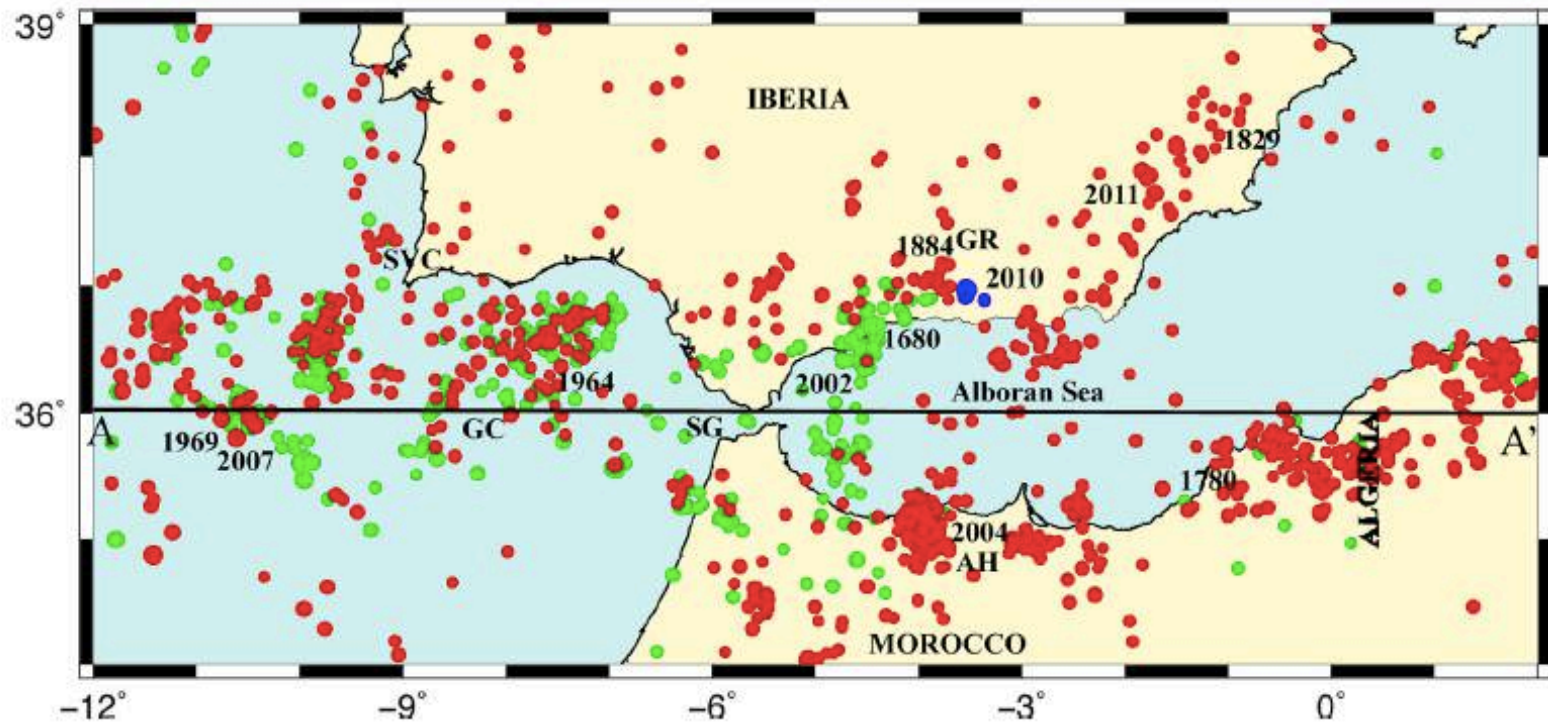 39°
IBERIA
1829
2011
1884 GR
SVC
2010
1680
1964
2002
Alboran Sea
36°
A
GC
SG
A'
1969
2007
1780
ALGERIA
2004
AH
MOROCCO
-12°
-9°
-6°
-3°
0°